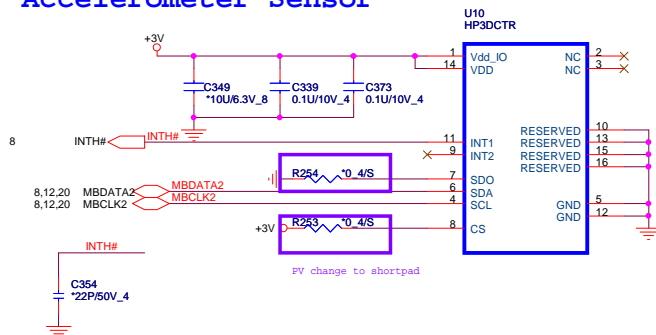 Accelerometer Sensor
U10
HP3DCTR
+3V
1 Vdd_IO NC 2
14 VDD NC 3
C349
*10U/6.3V_8
C339
0.1U/10V_4
C373
0.1U/10V_4
8 INTH# INTH# 11 INT1
9 INT2
RESERVED 10
RESERVED 13
RESERVED 15
RESERVED 16
R254 *0_4/S 7 SDO
8,12,20 MBDATA2 MBDATA2 6 SDA
8,12,20 MBCLK2 MBCLK2 4 SCL
GND 5
GND 12
+3V R253 *0_4/S 8 CS
INTH#
PV change to shortpad
C354
*22P/50V_4